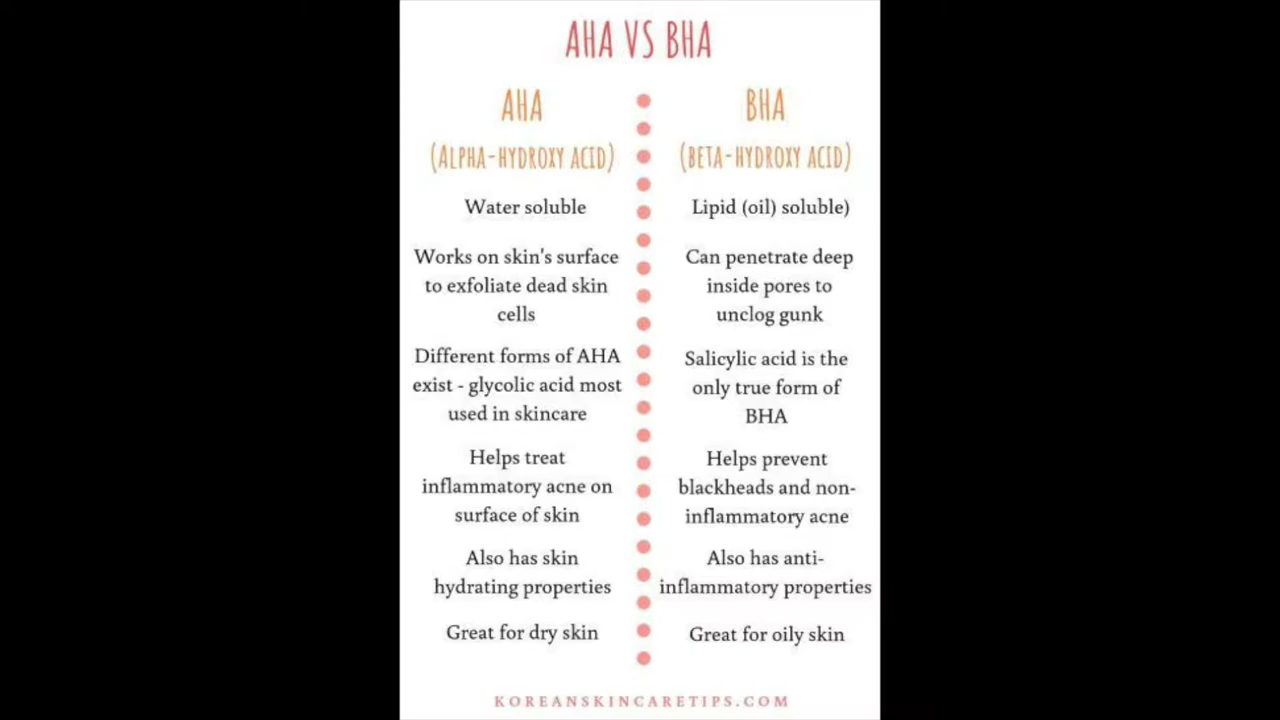 AHA VS BHA
AHA
(ALPHA-HYDROXY ACID)
Water soluble
Works on skin's surface
to exfoliate dead skin
cells
Different forms of AHA
exist - glycolic acid most
used in skincare
Helps treat
inflammatory acne on
surface of skin
Also has skin
hydrating properties
Great for dry skin
BHA
(BETA-HYDROXY ACID)
Lipid (oil) soluble)
Can penetrate deep
inside pores to
unclog gunk
Salicylic acid is the
only true form of
BHA
Helps prevent
blackheads and non-
inflammatory acne
Also has anti-
inflammatory properties
Great for oily skin
KOREANSKINCARETIPS.COM